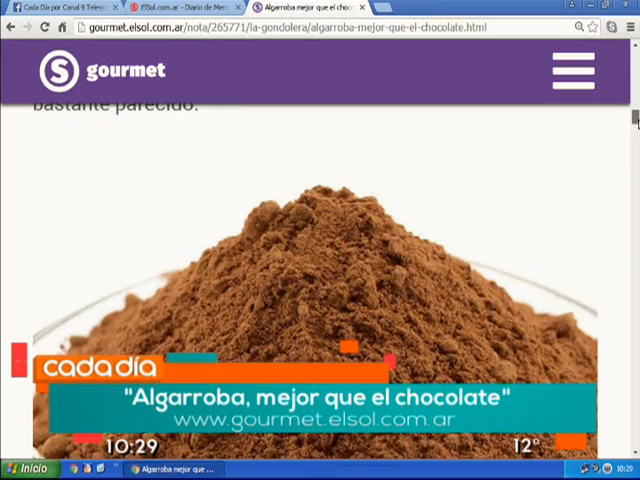 Cada Día por Canal 9 Televi
ElSol.com.ar - Diario de Men
Algarroba mejor que el choc
gourmet.elsol.com.ar/nota/265771/la-gondolera/algarroba-mejor-que-el-chocolate.html
S gourmet
bastante parecido.
cada día
"Algarroba, mejor que el chocolate"
www.gourmet.elsol.com.ar
10:29
12°
Inicio
Algarroba mejor que ...
10:29